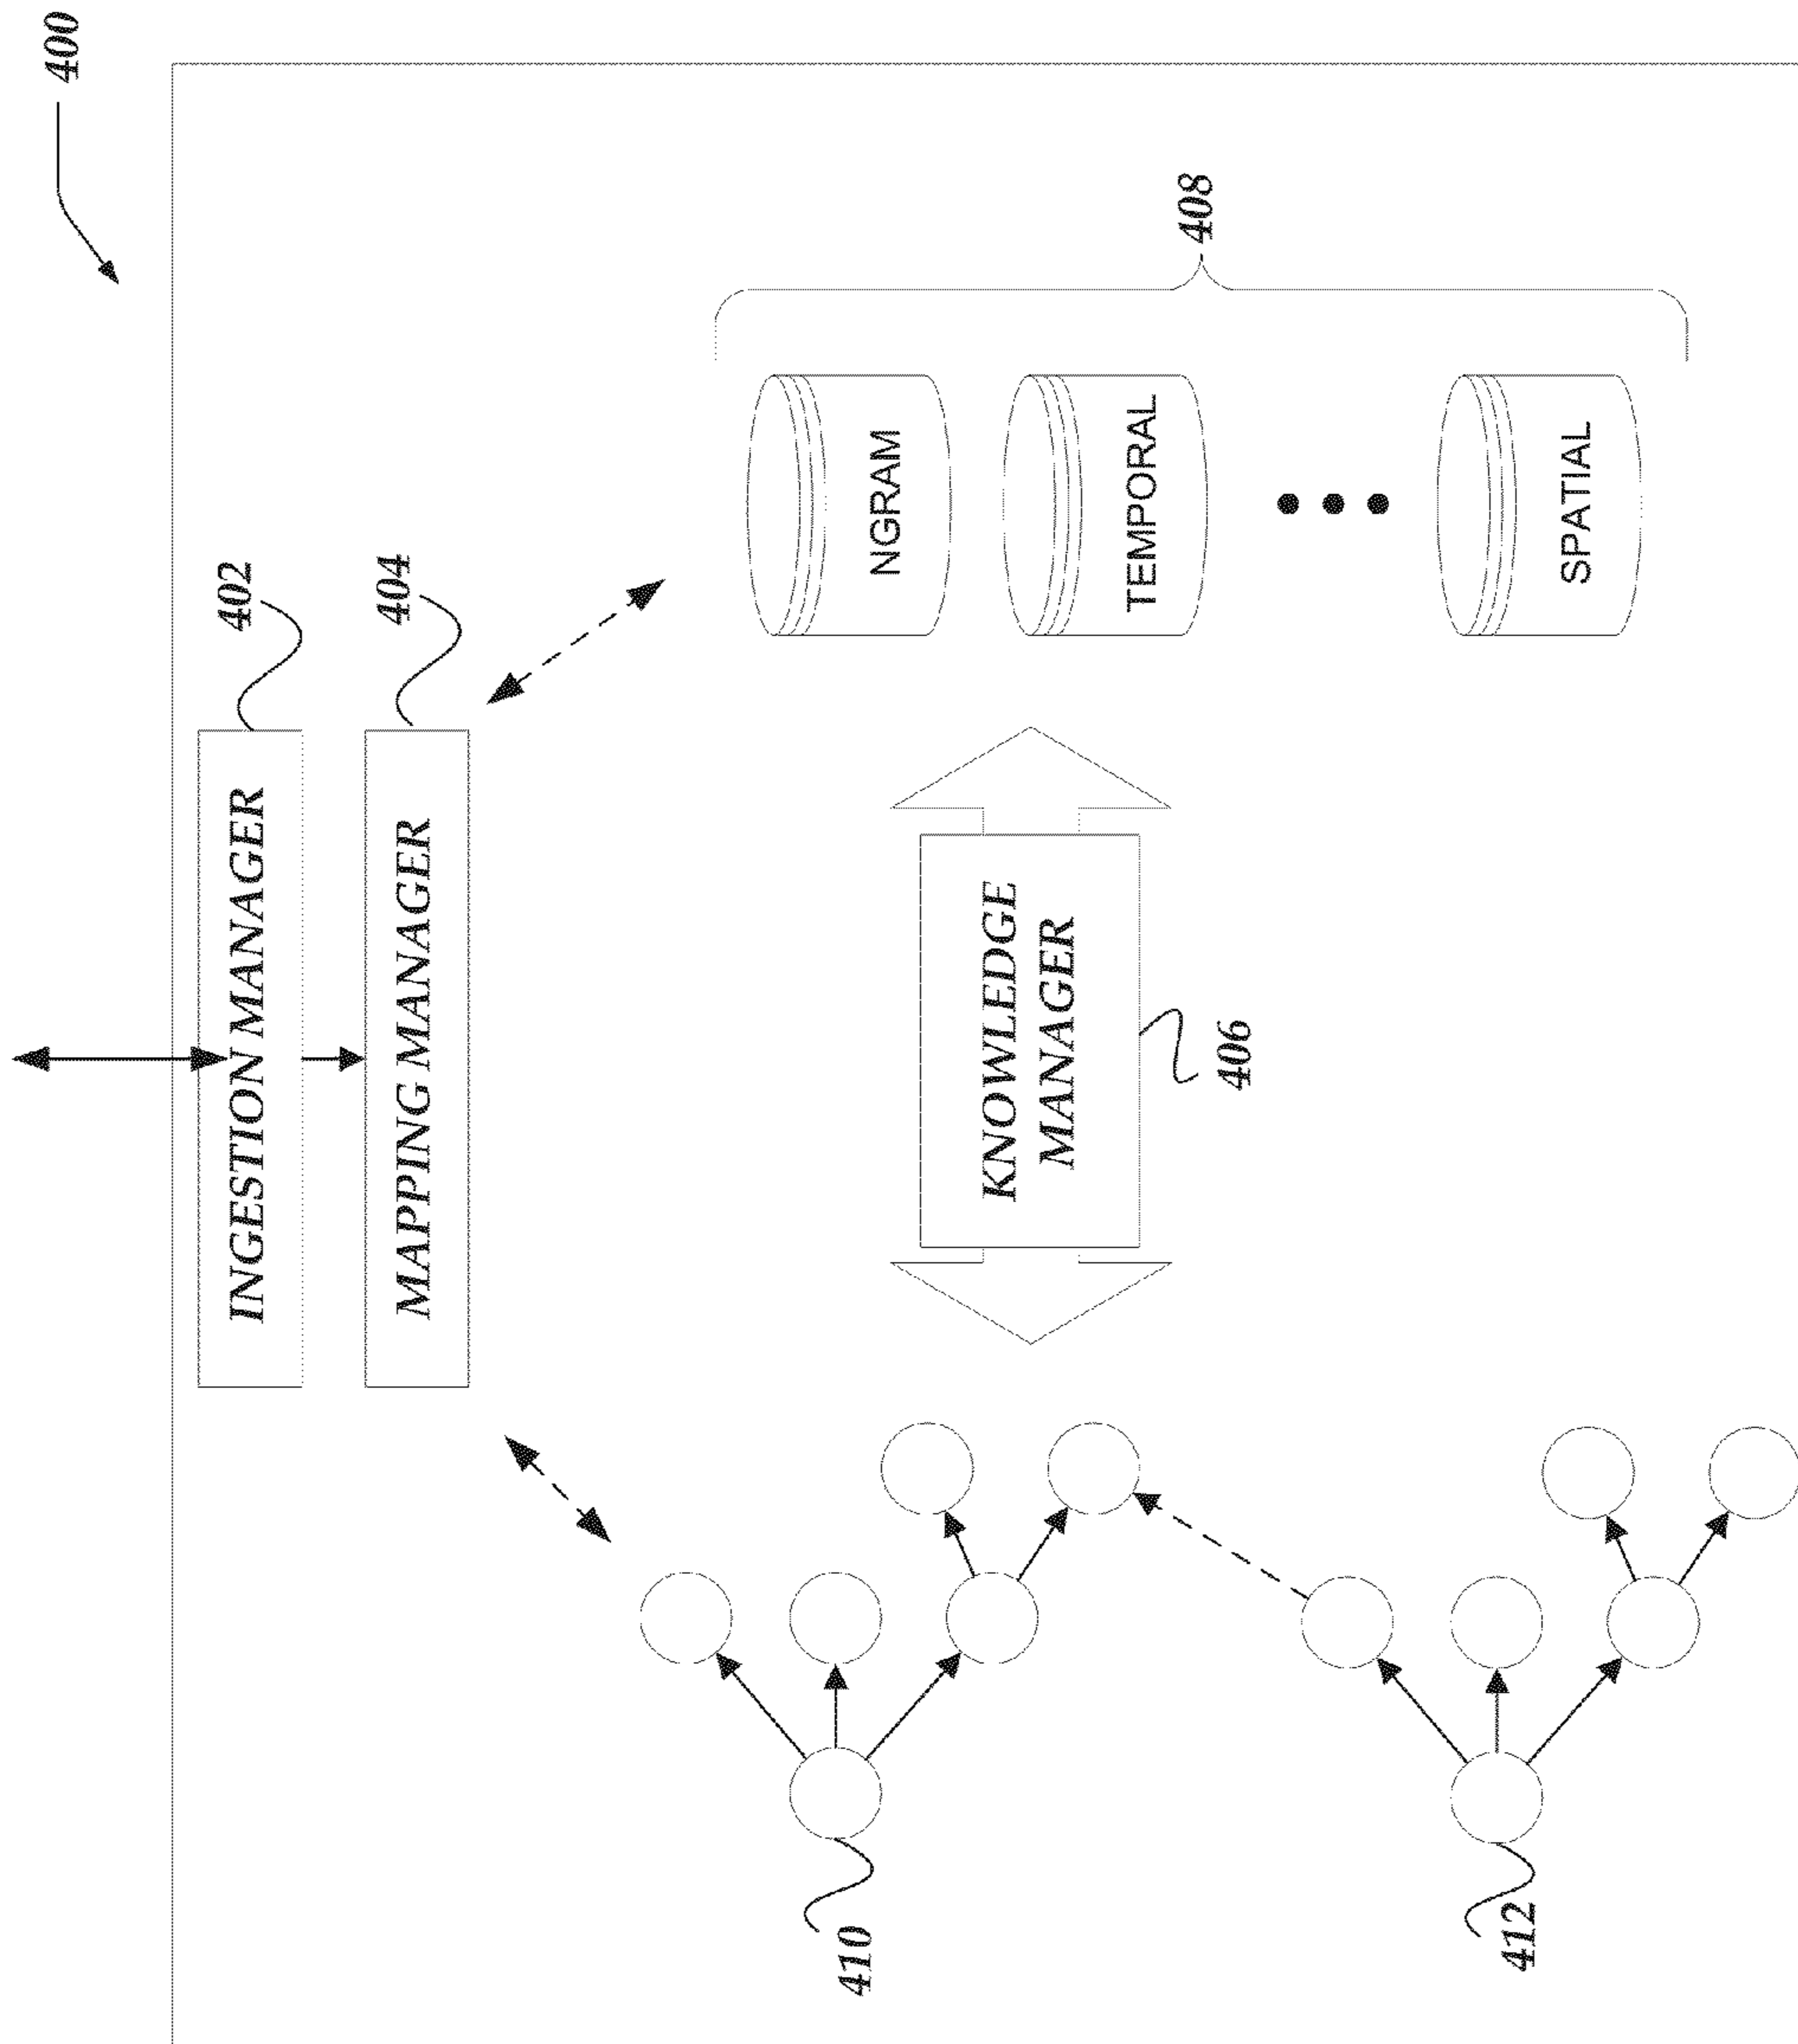 400
402
INGESTION MANAGER
404
MAPPING MANAGER
408
NGRAM
TEMPORAL
SPATIAL
KNOWLEDGE
MANAGER
406
410
412